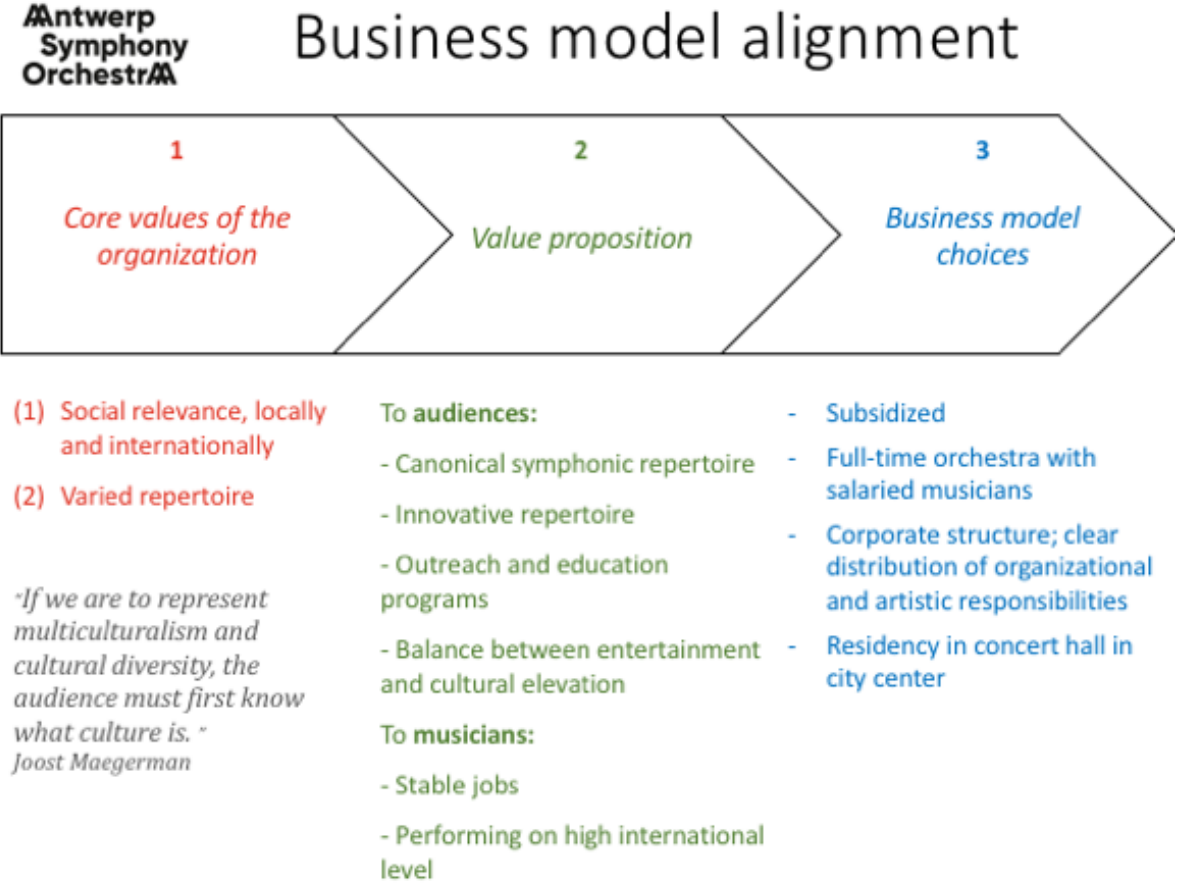 Antwerp
Symphony
Orchestra
Business model alignment
1
Core values of the
organization
2
Value proposition
3
Business model
choices
(1) Social relevance, locally
and internationally
(2) Varied repertoire
"If we are to represent
multiculturalism and
cultural diversity, the
audience must first know
what culture is. "
Joost Maegerman
To audiences:
- Canonical symphonic repertoire
- Innovative repertoire
- Outreach and education
programs
- Balance between entertainment
and cultural elevation
To musicians:
- Stable jobs
- Performing on high international
level
- Subsidized
- Full-time orchestra with
salaried musicians
- Corporate structure; clear
distribution of organizational
and artistic responsibilities
- Residency in concert hall in
city center